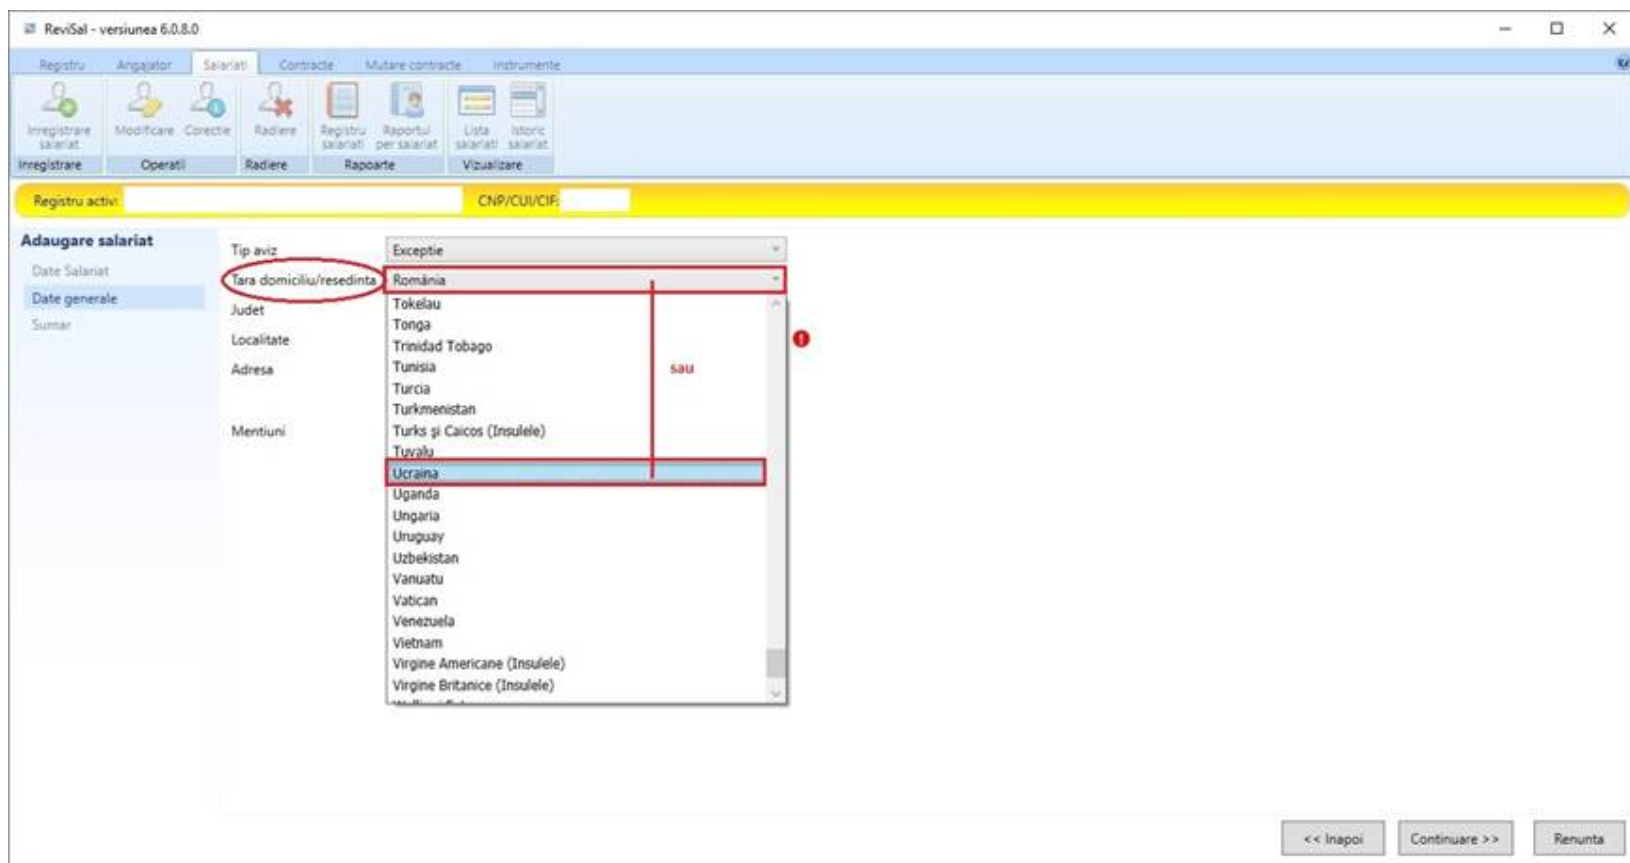 ReviSal - versiunea 6.0.8.0
Registru Angajator Salariati Contracte Mutare contracte Instrumente
Inregistrare salariat
Modificare Corectie
Radiere
Registru salariati
Raportul per salariat
Lista salariati
Istoric salariat
Inregistrare Operatii Radiere Rapoarte Vizualizare
Registru activ: CNP/CUI/CIF:
Adaugare salariat
Date Salariat
Date generale
Sumar
Tip aviz Exceptie
Tara domiciliu/resedinta România
Judet
Localitate
Adresa
Mentiuni
Tokelau
Tonga
Trinidad Tobago
Tunisia
sau
Turcia
Turkmenistan
Turks și Caicos (Insulele)
Tuvalu
Ucraina
Uganda
Ungaria
Uruguay
Uzbekistan
Vanuatu
Vatican
Venezuela
Vietnam
Virgine Americane (Insulele)
Virgine Britanice (Insulele)
<< Inapoi Continuare >> Renunta